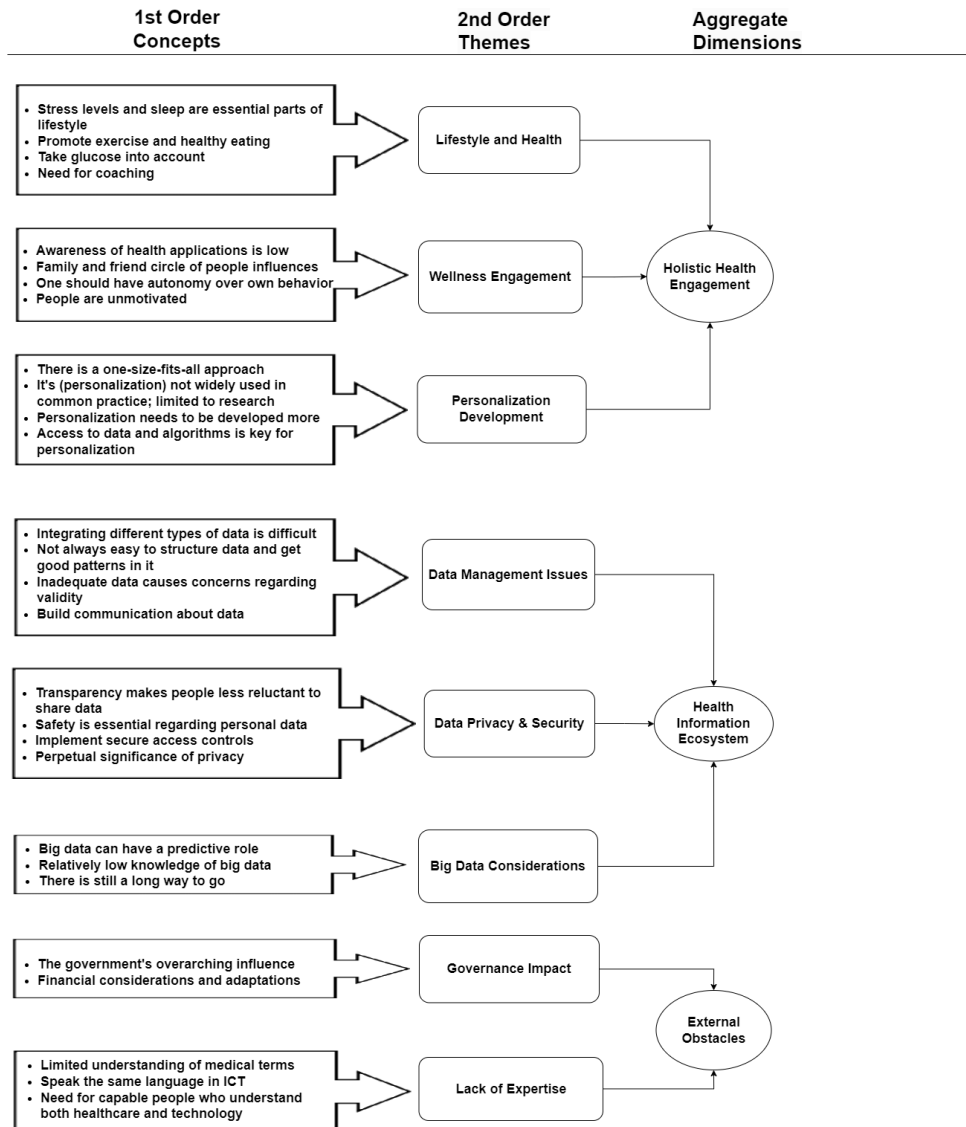 1st Order
Concepts
2nd Order
Themes
Aggregate
Dimensions
• Stress levels and sleep are essential parts of
lifestyle
• Promote exercise and healthy eating
• Take glucose into account
• Need for coaching
Lifestyle and Health
• Awareness of health applications is low
• Family and friend circle of people influences
• One should have autonomy over own behavior
• People are unmotivated
Wellness Engagement
Holistic Health
Engagement
• There is a one-size-fits-all approach
• It's (personalization) not widely used in
common practice; limited to research
• Personalization needs to be developed more
• Access to data and algorithms is key for
personalization
Personalization
Development
• Integrating different types of data is difficult
• Not always easy to structure data and get
good patterns in it
• Inadequate data causes concerns regarding
validity
• Build communication about data
Data Management Issues
• Transparency makes people less reluctant to
share data
• Safety is essential regarding personal data
• Implement secure access controls
• Perpetual significance of privacy
Data Privacy & Security
Health
Information
Ecosystem
• Big data can have a predictive role
• Relatively low knowledge of big data
• There is still a long way to go
Big Data Considerations
• The government's overarching influence
• Financial considerations and adaptations
Governance Impact
External
Obstacles
• Limited understanding of medical terms
• Speak the same language in ICT
• Need for capable people who understand
both healthcare and technology
Lack of Expertise